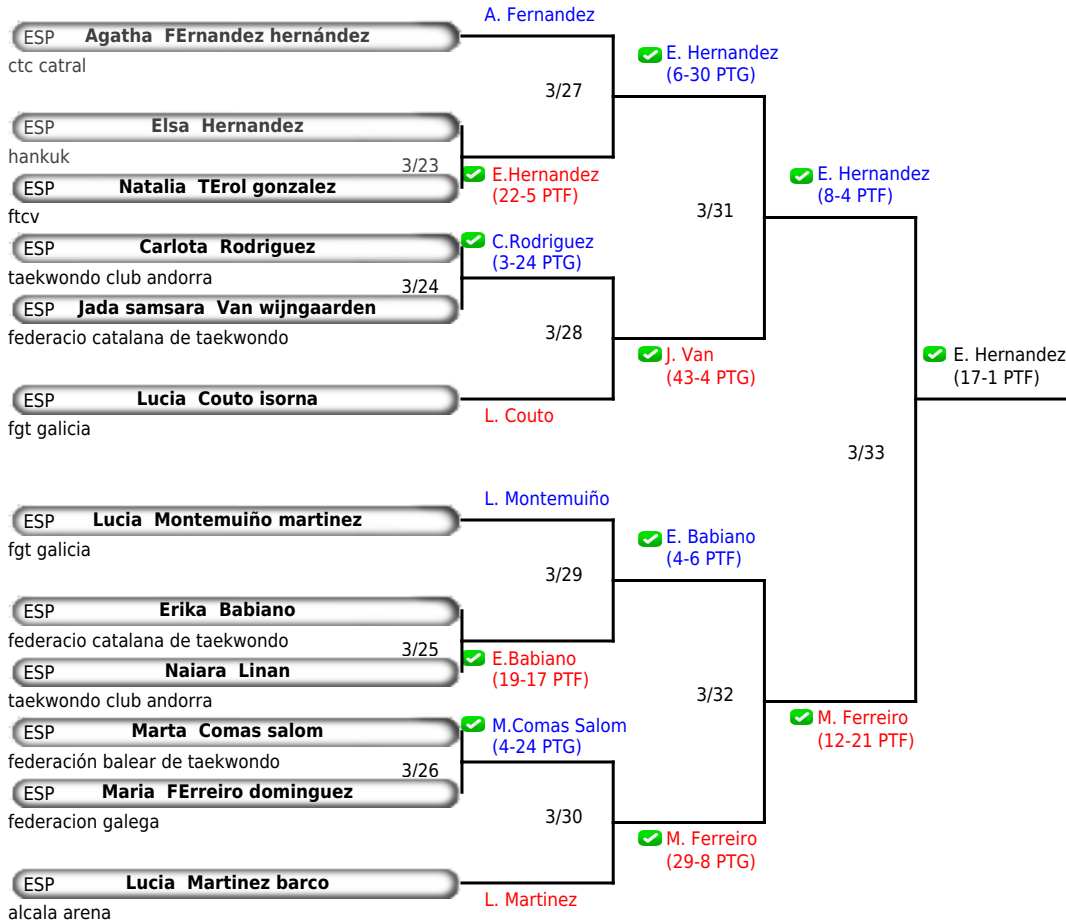 A. Fernandez
ESP Agatha FErnandez hernández
ctc catral
3/27
E. Hernandez
(6-30 PTG)
ESP Elsa Hernandez
hankuk
3/23
E.Hernandez
(22-5 PTF)
ESP Natalia TErol gonzalez
ftcv
3/31
E. Hernandez
(8-4 PTF)
ESP Carlota Rodriguez
taekwondo club andorra
3/24
C.Rodriguez
(3-24 PTG)
ESP Jada samsara Van wijngaarden
federacio catalana de taekwondo
3/28
J. Van
(43-4 PTG)
E. Hernandez
(17-1 PTF)
ESP Lucia Couto isorna
fgt galicia
L. Couto
3/33
L. Montemuiño
ESP Lucia Montemuiño martinez
fgt galicia
3/29
E. Babiano
(4-6 PTF)
ESP Erika Babiano
federacio catalana de taekwondo
3/25
E.Babiano
(19-17 PTF)
ESP Naiara Linan
taekwondo club andorra
3/32
M. Ferreiro
(12-21 PTF)
ESP Marta Comas salom
federación balear de taekwondo
3/26
M.Comas Salom
(4-24 PTG)
ESP Maria FErreiro dominguez
federacion galega
3/30
M. Ferreiro
(29-8 PTG)
ESP Lucia Martinez barco
alcala arena
L. Martinez